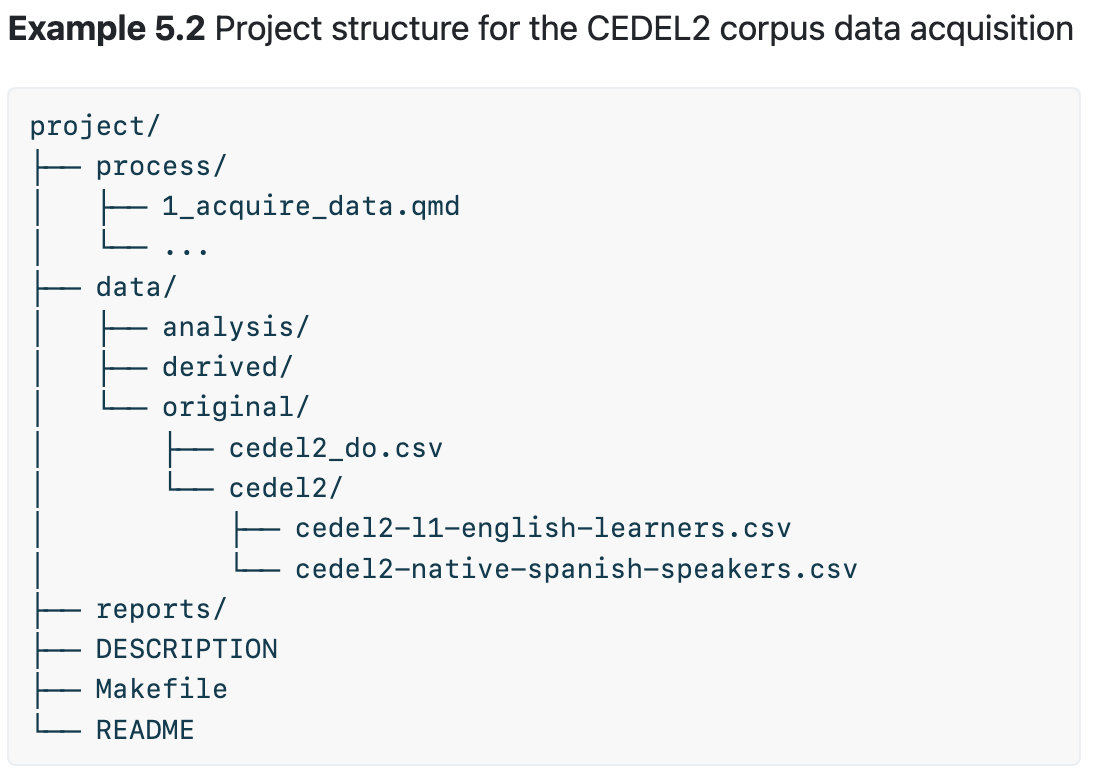 Example 5.2 Project structure for the CEDEL2 corpus data acquisition
project/
├── process/
│   ├── 1_acquire_data.qmd
│   └── ...
├── data/
│   ├── analysis/
│   ├── derived/
│   └── original/
│       ├── cedel2_do.csv
│       └── cedel2/
│           ├── cedel2-l1-english-learners.csv
│           └── cedel2-native-spanish-speakers.csv
├── reports/
├── DESCRIPTION
├── Makefile
└── README